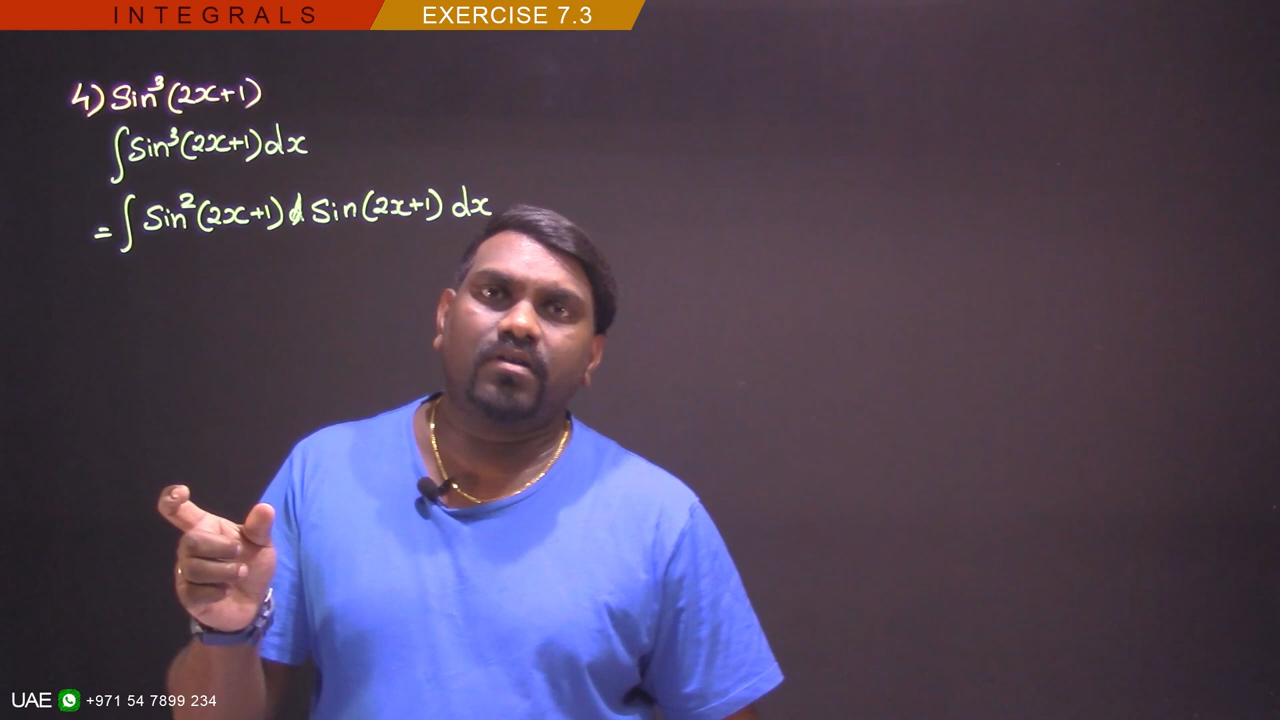 INTEGRALS EXERCISE 7.3
4) Sin³(2x+1)
∫Sin³(2x+1)dx
=∫ Sin²(2x+1) Sin(2x+1) dx
UAE +971 54 7899 234